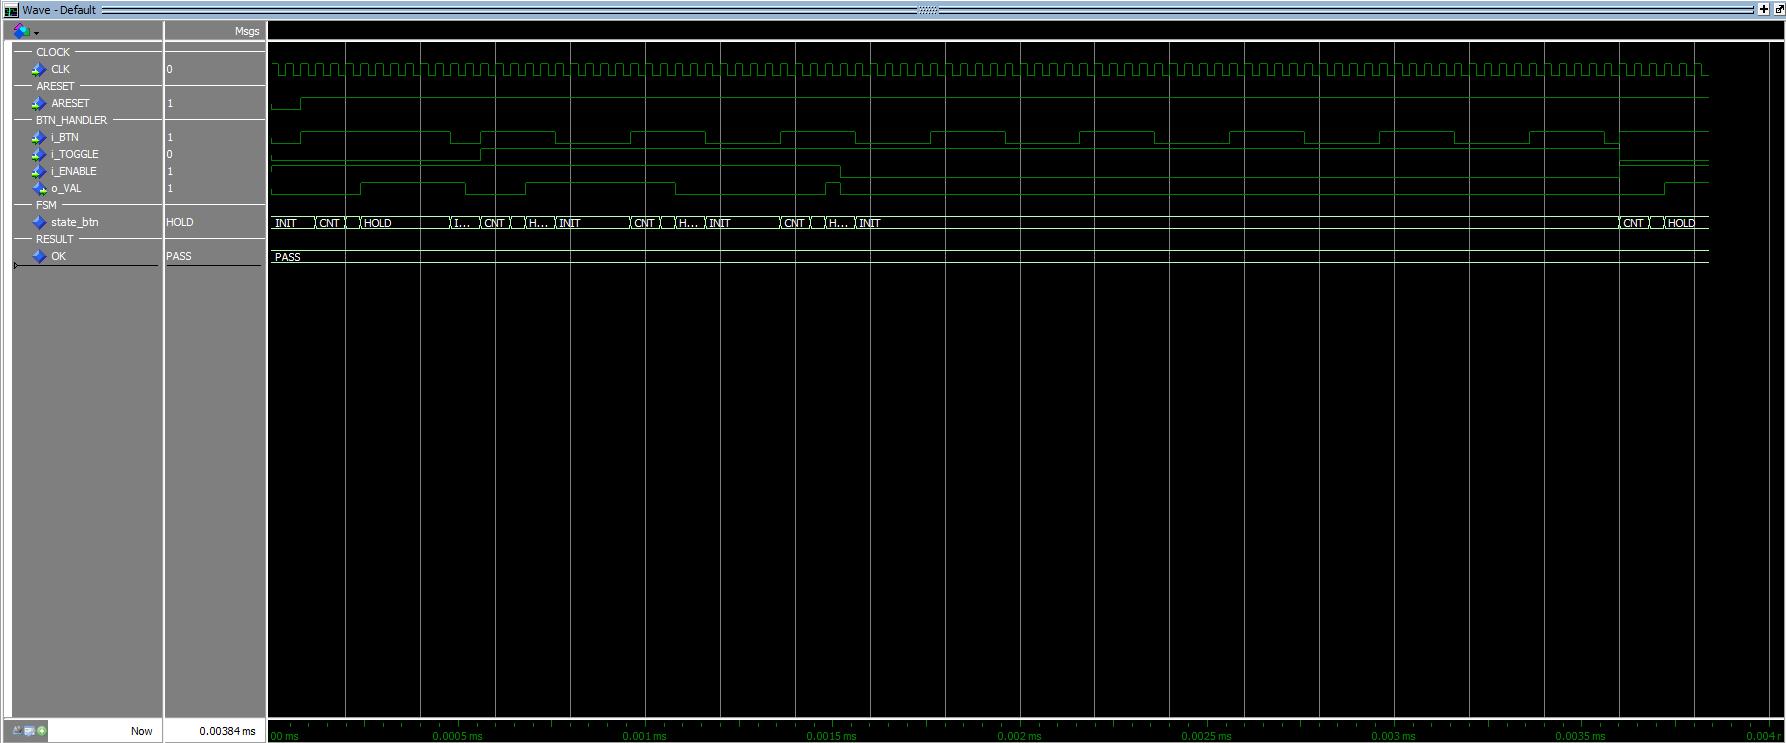 Wave - Default
Msgs
CLOCK
CLK 0
ARESET
ARESET 1
BTN_HANDLER
i_BTN 1
i_TOGGLE 0
i_ENABLE 1
o_VAL 1
FSM
state_btn HOLD INIT CNT HOLD I... CNT H... INIT CNT H... INIT CNT H... INIT CNT HOLD
RESULT
OK PASS PASS
Now 0.00384 ms 00 ms 0.0005 ms 0.001 ms 0.0015 ms 0.002 ms 0.0025 ms 0.003 ms 0.0035 ms 0.004 r